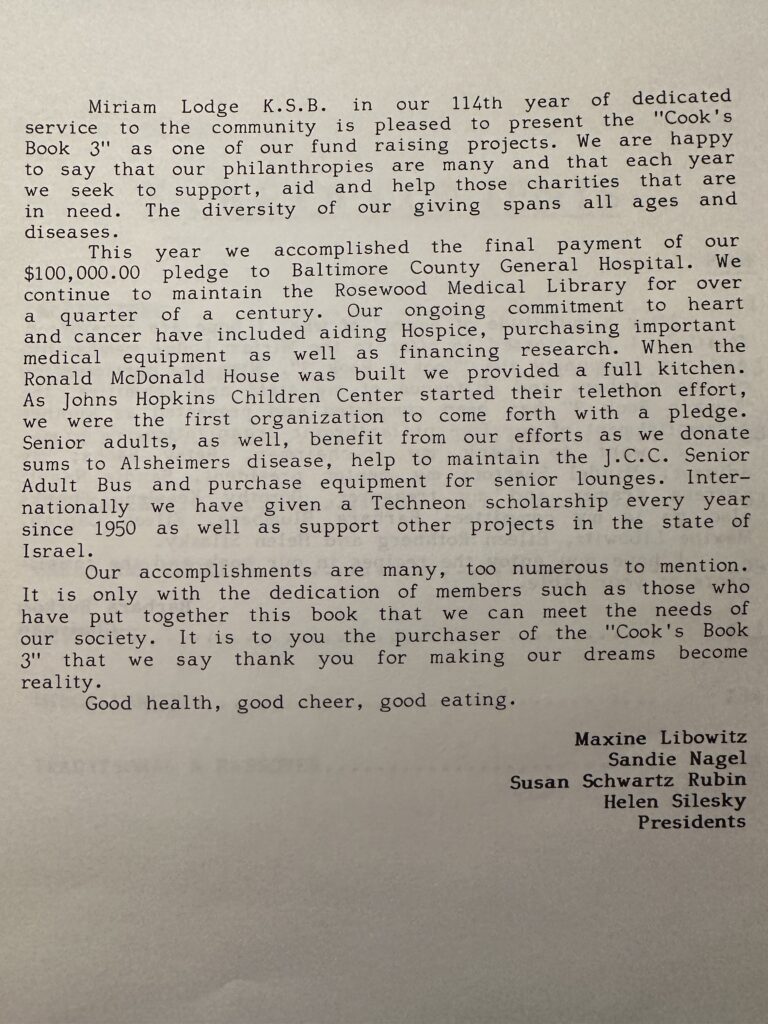 Miriam Lodge K.S.B. in our 114th year of dedicated
service to the community is pleased to present the "Cook's
Book 3" as one of our fund raising projects. We are happy
to say that our philanthropies are many and that each year
we seek to support, aid and help those charities that are
in need. The diversity of our giving spans all ages and
diseases.
This year we accomplished the final payment of our
$100,000.00 pledge to Baltimore County General Hospital. We
continue to maintain the Rosewood Medical Library for over
a quarter of a century. Our ongoing commitment to heart
and cancer have included aiding Hospice, purchasing important
medical equipment as well as financing research. When the
Ronald McDonald House was built we provided a full kitchen.
As Johns Hopkins Children Center started their telethon effort,
we were the first organization to come forth with a pledge.
Senior adults, as well, benefit from our efforts as we donate
sums to Alsheimers disease, help to maintain the J.C.C. Senior
Adult Bus and purchase equipment for senior lounges. Inter-
nationally we have given a Techneon scholarship every year
since 1950 as well as support other projects in the state of
Israel.
Our accomplishments are many, too numerous to mention.
It is only with the dedication of members such as those who
have put together this book that we can meet the needs of
our society. It is to you the purchaser of the "Cook's Book
3" that we say thank you for making our dreams become
reality.
Good health, good cheer, good eating.
Maxine Libowitz
Sandie Nagel
Susan Schwartz Rubin
Helen Silesky
Presidents